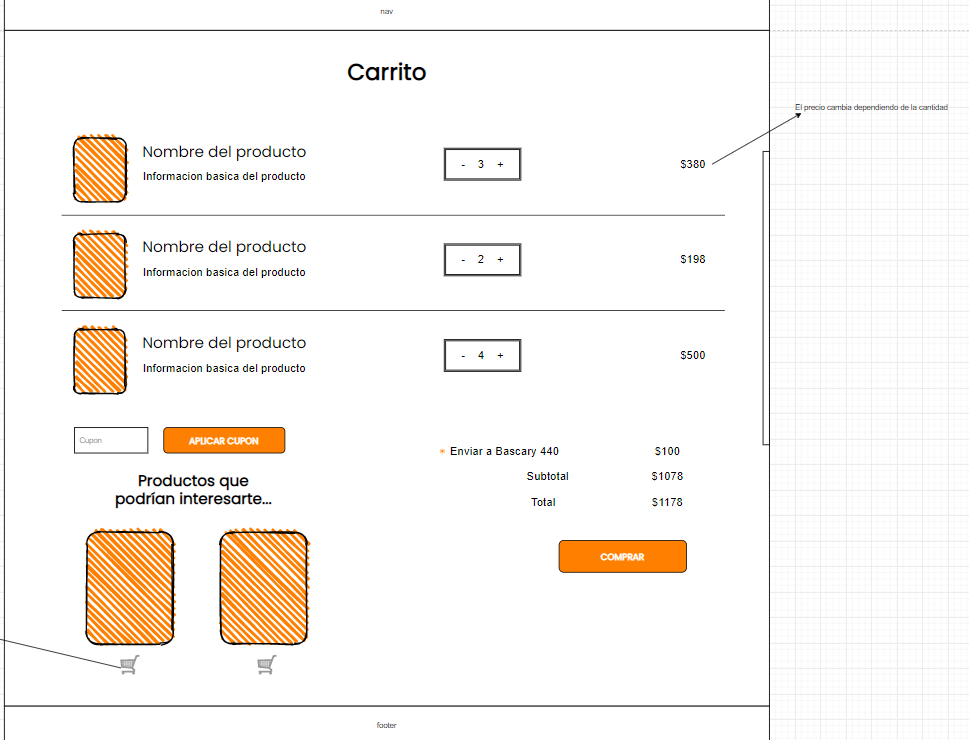 nav
Carrito
El precio cambia dependiendo de la cantidad
Nombre del producto
Informacion basica del producto
- 3 +
$380
Nombre del producto
Informacion basica del producto
- 2 +
$198
Nombre del producto
Informacion basica del producto
- 4 +
$500
Cupon
APLICAR CUPON
* Enviar a Bascary 440
$100
Subtotal
$1078
Total
$1178
Productos que
podrían interesarte...
COMPRAR
footer